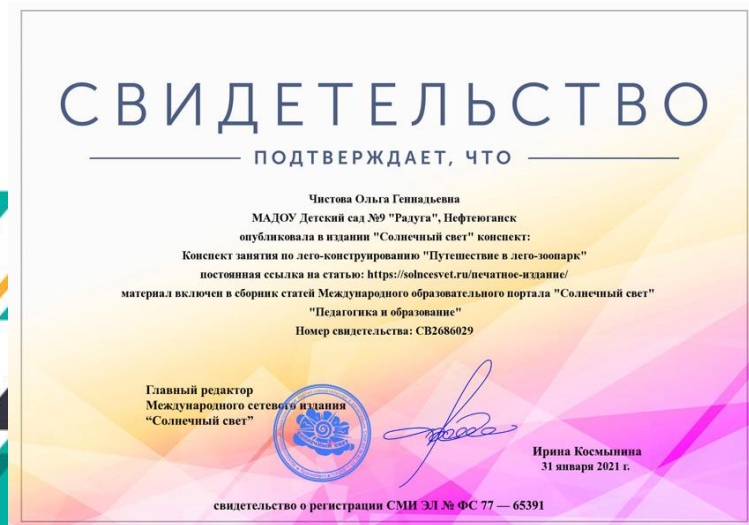 СВИДЕТЕЛЬСТВО
ПОДТВЕРЖДАЕТ, ЧТО
Чистова Ольга Геннадьевна
МАДОУ Детский сад №9 "Радуга", Нефтеюганск
опубликовала в издании "Солнечный свет" конспект:
Конспект занятия по лего-конструированию "Путешествие в лего-зоопарк"
постоянная ссылка на статью: https://solncesvet.ru/печатное-издание/
материал включен в сборник статей Международного образовательного портала "Солнечный свет"
"Педагогика и образование"
Номер свидетельства: СВ2686029
Главный редактор
Международного сетевого издания
“Солнечный свет”
Ирина Космынина
31 января 2021 г.
свидетельство о регистрации СМИ ЭЛ № ФС 77 — 65391